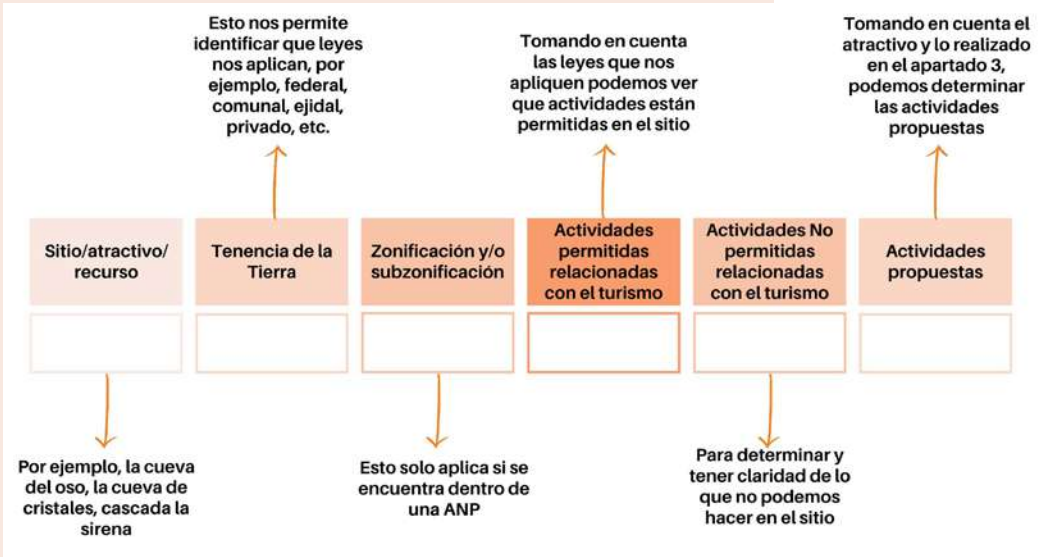 Esto nos permite
identificar que leyes
nos aplican, por
ejemplo, federal,
comunal, ejidal,
privado, etc.
Tomando en cuenta
las leyes que nos
apliquen podemos ver
que actividades están
permitidas en el sitio
Tomando en cuenta el
atractivo y lo realizado
en el apartado 3,
podemos determinar
las actividades
propuestas
Sitio/atractivo/
recurso
Tenencia de la
Tierra
Zonificación y/o
subzonificación
Actividades
permitidas
relacionadas
con el turismo
Actividades No
permitidas
relacionadas
con el turismo
Actividades
propuestas
Por ejemplo, la cueva
del oso, la cueva de
cristales, cascada la
sirena
Esto solo aplica si se
encuentra dentro de
una ANP
Para determinar y
tener claridad de lo
que no podemos
hacer en el sitio